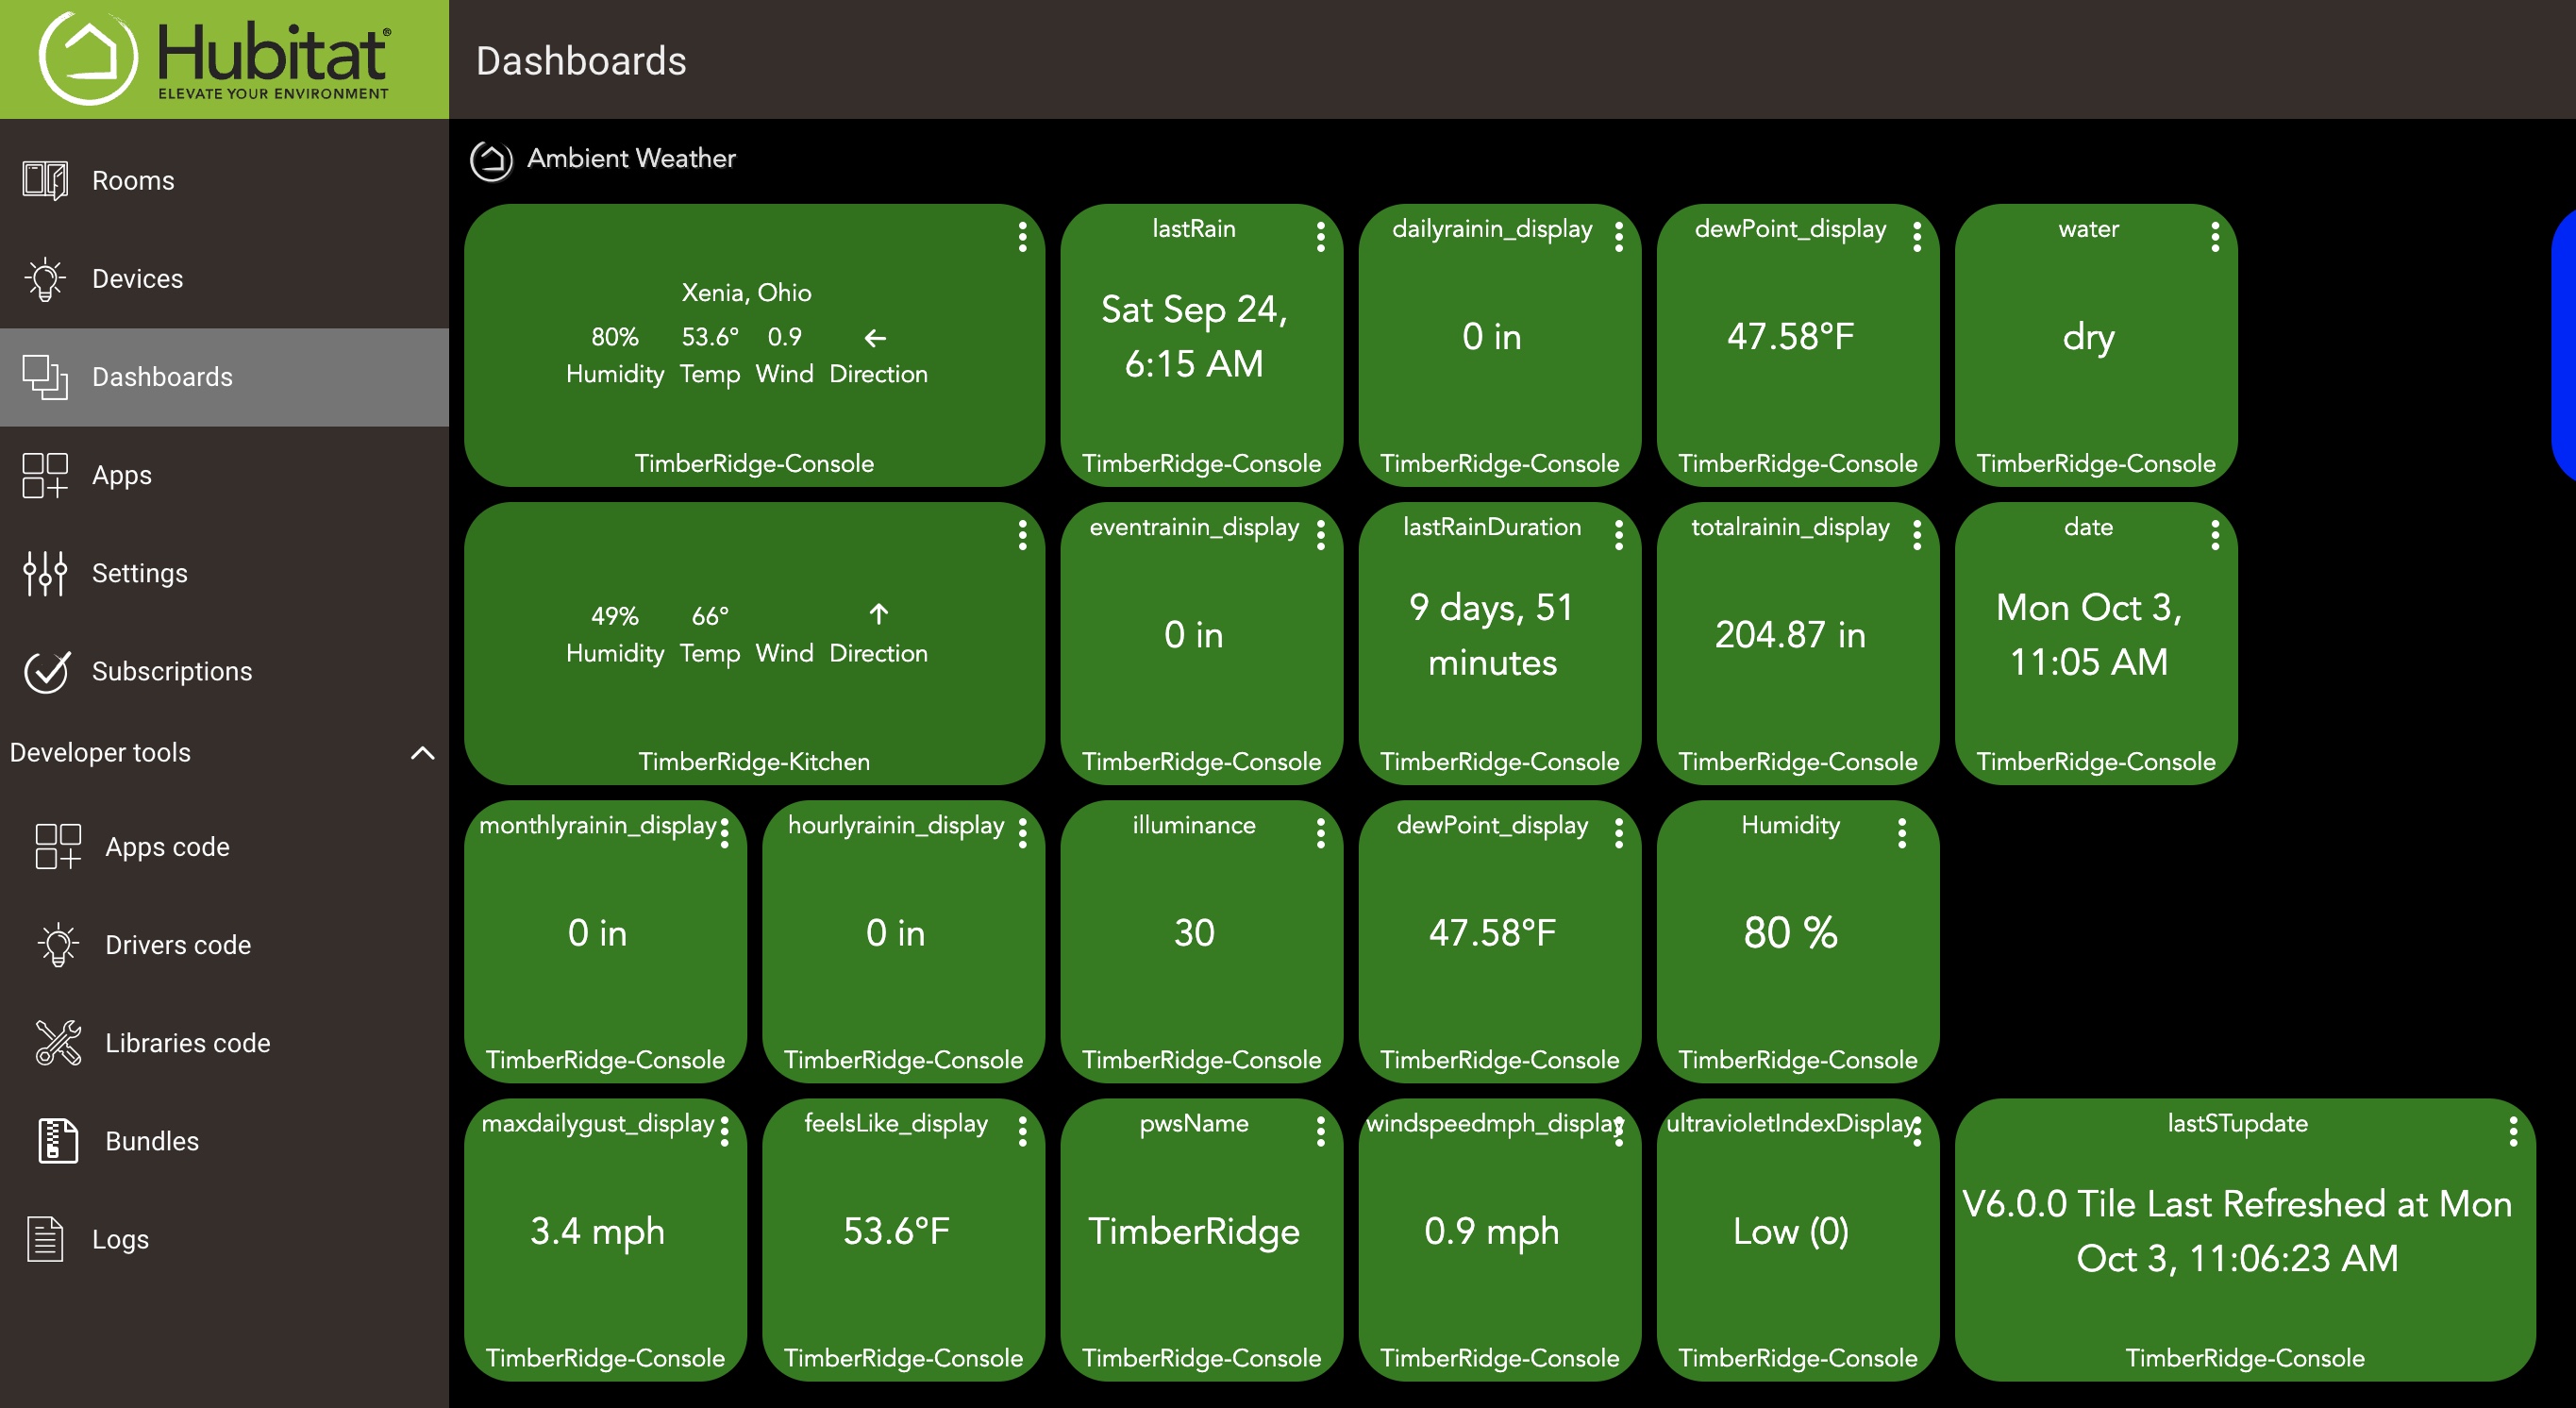 Hubitat®
ELEVATE YOUR ENVIRONMENT
Dashboards
Rooms
Devices
Dashboards
Apps
Settings
Subscriptions
Developer tools
Apps code
Drivers code
Libraries code
Bundles
Logs
Ambient Weather
Xenia, Ohio
80% 53.6° 0.9 ←
Humidity Temp Wind Direction
TimberRidge-Console
lastRain
Sat Sep 24,
6:15 AM
TimberRidge-Console
dailyrainin_display
0 in
TimberRidge-Console
dewPoint_display
47.58°F
TimberRidge-Console
water
dry
TimberRidge-Console
49% 66° ↑
Humidity Temp Wind Direction
TimberRidge-Kitchen
eventrainin_display
0 in
TimberRidge-Console
lastRainDuration
9 days, 51
minutes
TimberRidge-Console
totalrainin_display
204.87 in
TimberRidge-Console
date
Mon Oct 3,
11:05 AM
TimberRidge-Console
monthlyrainin_display
0 in
TimberRidge-Console
hourlyrainin_display
0 in
TimberRidge-Console
illuminance
30
TimberRidge-Console
dewPoint_display
47.58°F
TimberRidge-Console
Humidity
80 %
TimberRidge-Console
maxdailygust_display
3.4 mph
TimberRidge-Console
feelsLike_display
53.6°F
TimberRidge-Console
pwsName
TimberRidge
TimberRidge-Console
windspeedmph_display
0.9 mph
TimberRidge-Console
ultravioletIndexDisplay
Low (0)
TimberRidge-Console
lastSTupdate
V6.0.0 Tile Last Refreshed at Mon
Oct 3, 11:06:23 AM
TimberRidge-Console